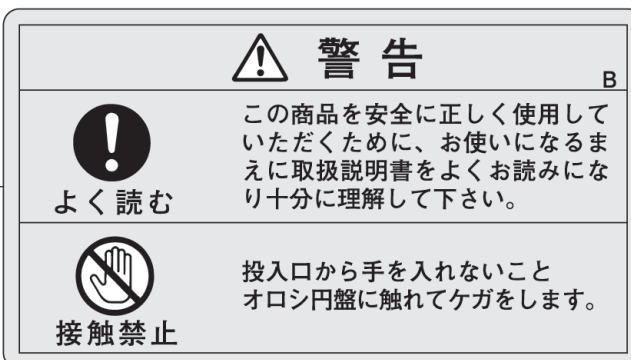 警告
B
よく読む
この商品を安全に正しく使用して
いただくために、お使いになるま
えに取扱説明書をよくお読みにな
り十分に理解して下さい。
接触禁止
投入口から手を入れないこと
オロシ円盤に触れてケガをします。